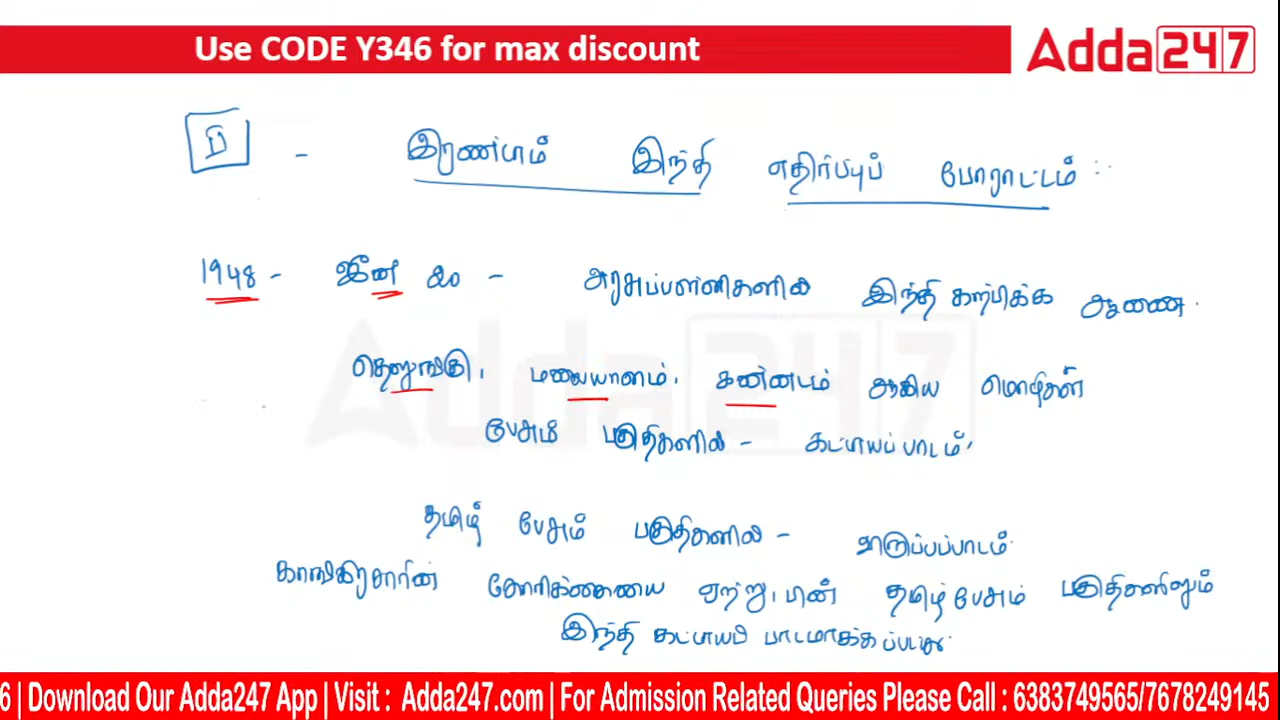 Use CODE Y346 for max discount
Adda247
II - இரண்டாம் இந்தி எதிர்ப்புப் போராட்டம் :-
1948 - ஜூன் 20 - அரசுப்பள்ளிகளில் இந்தி கற்பிக்க ஆணை.
தெலுங்கு, மலையாளம், கன்னடம் ஆகிய மொழிகள்
பேசும் பகுதிகளில் - கட்டாயப்பாடம்.
தமிழ் பேசும் பகுதிகளில் - விருப்பப்பாடம்
காங்கிரசாரின் கோரிக்கையை ஏற்று, பின் தமிழ் பேசும் பகுதிகளிலும்
இந்தி கட்டாயப் பாடமாக்கப்பட்டது.
6 | Download Our Adda247 App | Visit : Adda247.com | For Admission Related Queries Please Call : 6383749565/7678249145